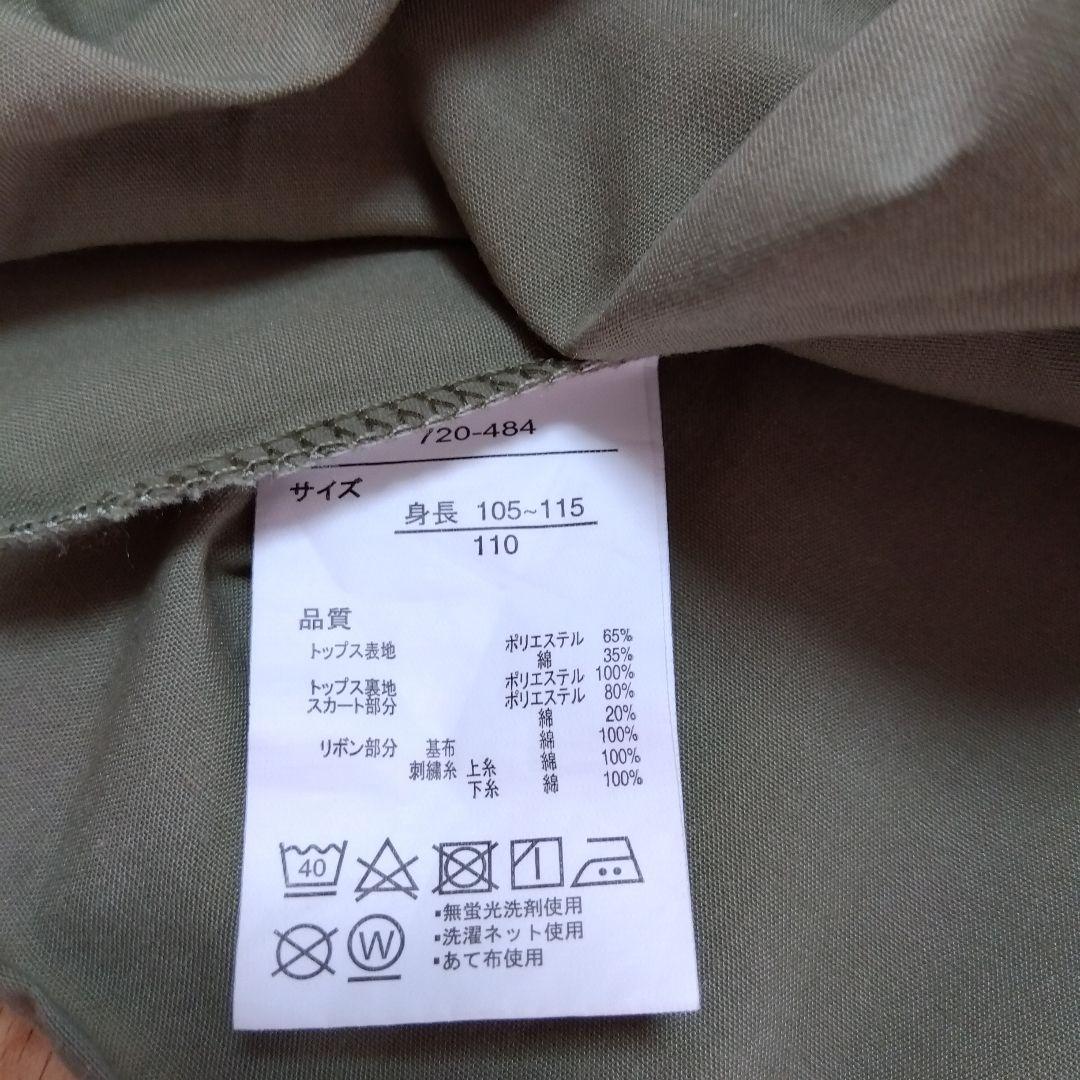 720-484
サイズ
身長 105~115
110
品質
トップス表地 ポリエステル 65%
綿 35%
トップス裏地 ポリエステル 100%
スカート部分 ポリエステル 80%
綿 20%
リボン部分 基布 綿 100%
刺繍糸 上糸 綿 100%
下糸 綿 100%
40
W
▪無蛍光洗剤使用
▪洗濯ネット使用
▪あて布使用